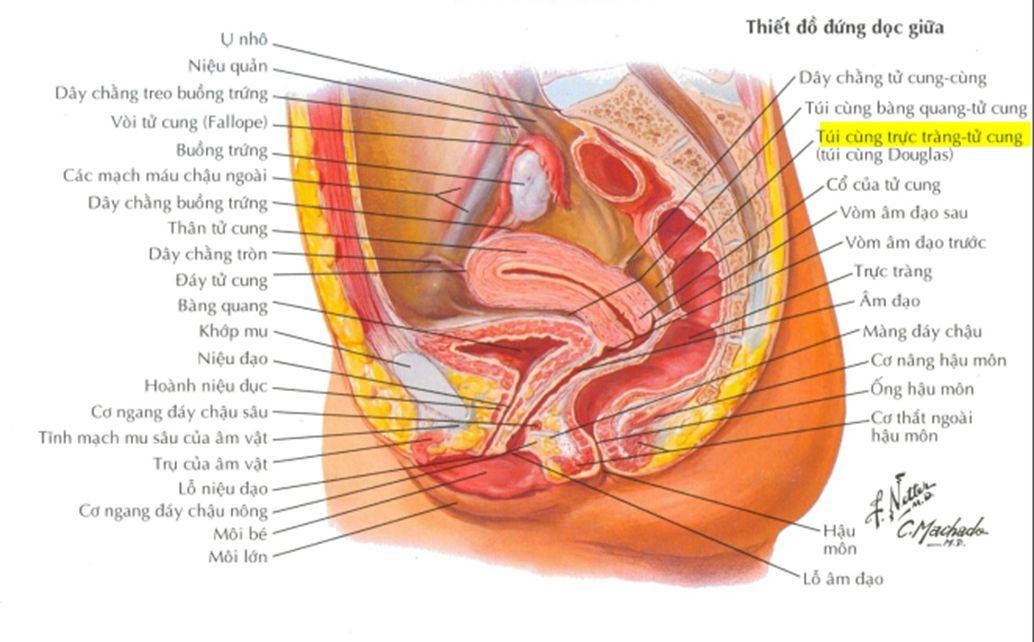 Thiết đồ đứng dọc giữa
Ụ nhô
Niệu quản
Dây chằng treo buồng trứng
Vòi tử cung (Fallope)
Buồng trứng
Các mạch máu chậu ngoài
Dây chằng buồng trứng
Thân tử cung
Dây chằng tròn
Đáy tử cung
Bàng quang
Khớp mu
Niệu đạo
Hoành niệu dục
Cơ ngang đáy chậu sâu
Tĩnh mạch mu sâu của âm vật
Trụ của âm vật
Lỗ niệu đạo
Cơ ngang đáy chậu nông
Môi bé
Môi lớn
Dây chằng tử cung-cùng
Túi cùng bàng quang-tử cung
Túi cùng trực tràng-tử cung
(túi cùng Douglas)
Cổ của tử cung
Vòm âm đạo sau
Vòm âm đạo trước
Trực tràng
Âm đạo
Màng đáy chậu
Cơ nâng hậu môn
Ống hậu môn
Cơ thắt ngoài
hậu môn
Hậu
môn
Lỗ âm đạo
F. Netter
M.D.
C. Machado
M.D.